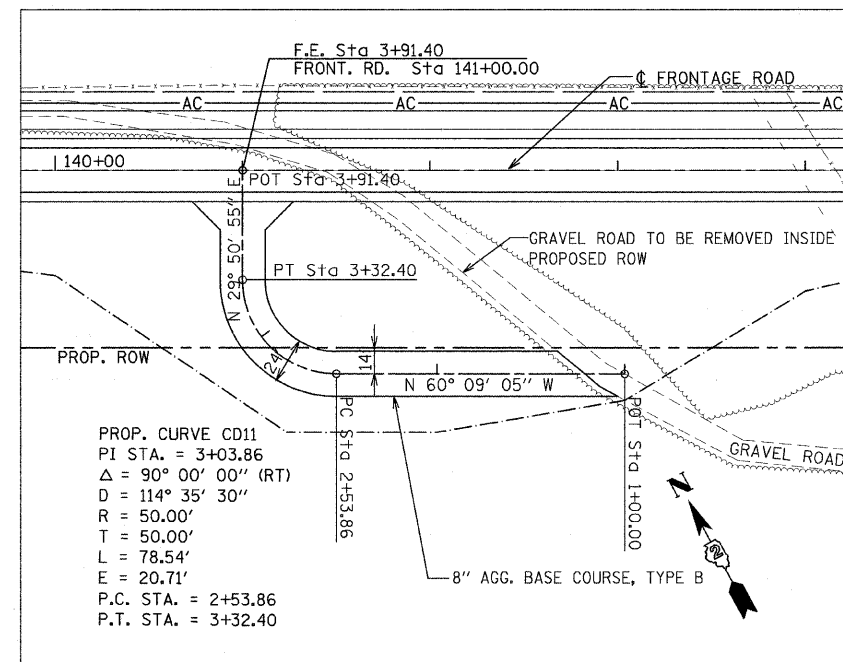 F.E. Sta 3+91.40
FRONT. RD. Sta 141+00.00
℄ FRONTAGE ROAD
AC
AC
AC
AC
140+00
POT Sta 3+91.40
N 29° 50' 55" E
GRAVEL ROAD TO BE REMOVED INSIDE
PROPOSED ROW
PT Sta 3+32.40
PROP. ROW
24'
14'
N 60° 09' 05" W
PC Sta 2+53.86
POT Sta 1+00.00
GRAVEL ROAD
PROP. CURVE CD11
PI STA. = 3+03.86
Δ = 90° 00' 00" (RT)
D = 114° 35' 30"
R = 50.00'
T = 50.00'
L = 78.54'
E = 20.71'
P.C. STA. = 2+53.86
P.T. STA. = 3+32.40
8" AGG. BASE COURSE, TYPE B
N
2